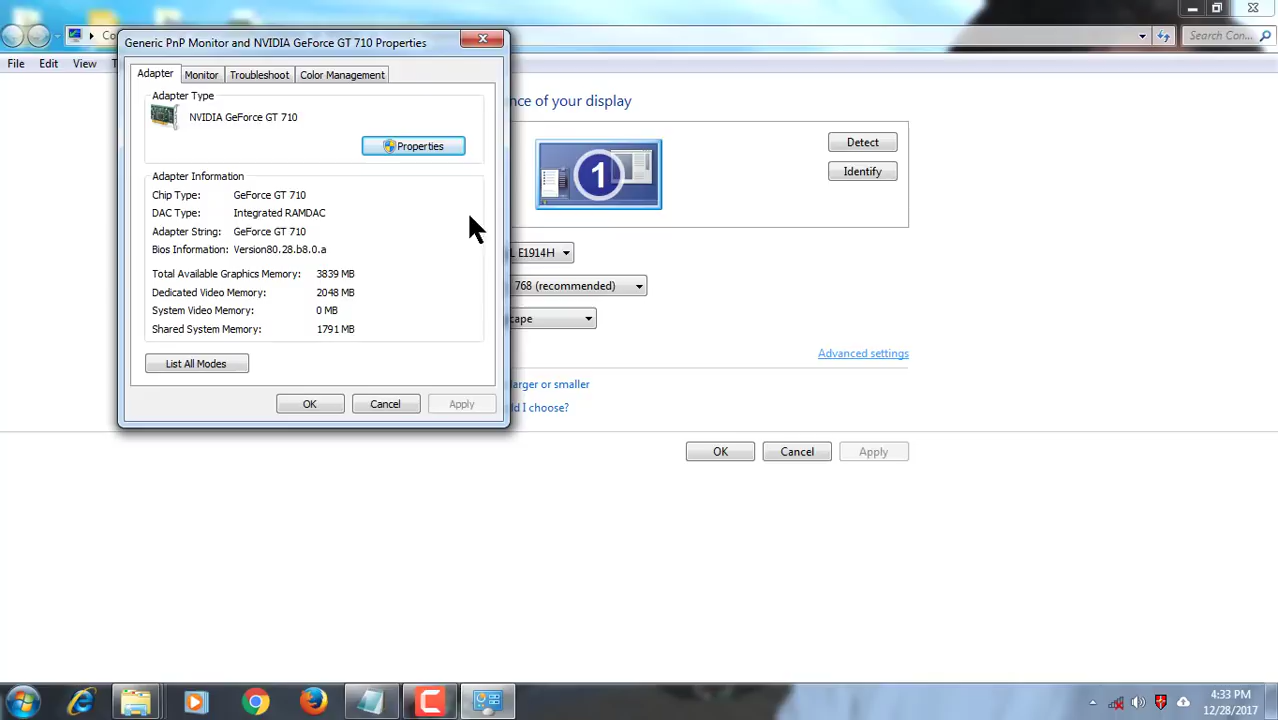 Generic PnP Monitor and NVIDIA GeForce GT 710 Properties
Search Con...
File Edit View
Adapter Monitor Troubleshoot Color Management
Adapter Type
NVIDIA GeForce GT 710
Properties
Adapter Information
Chip Type: GeForce GT 710
DAC Type: Integrated RAMDAC
Adapter String: GeForce GT 710
Bios Information: Version80.28.b8.0.a
Total Available Graphics Memory: 3839 MB
Dedicated Video Memory: 2048 MB
System Video Memory: 0 MB
Shared System Memory: 1791 MB
List All Modes
OK Cancel Apply
of your display
1
Detect
Identify
E1914H
768 (recommended)
Advanced settings
or smaller
I choose?
OK Cancel Apply
4:33 PM
12/28/2017